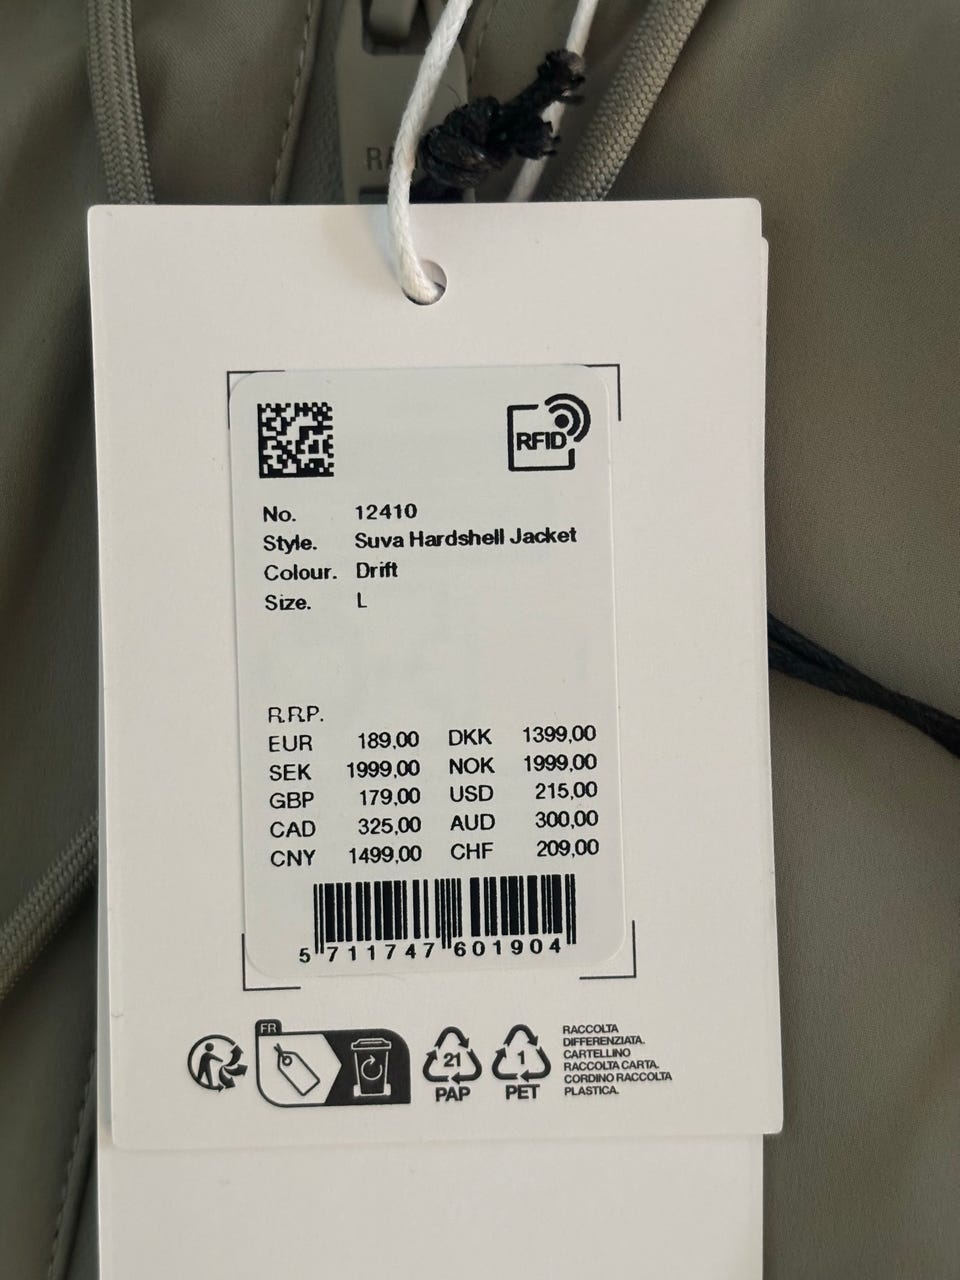 RFID
No. 12410
Style. Suva Hardshell Jacket
Colour. Drift
Size. L
R.R.P.
EUR 189,00 DKK 1399,00
SEK 1999,00 NOK 1999,00
GBP 179,00 USD 215,00
CAD 325,00 AUD 300,00
CNY 1499,00 CHF 209,00
5 711747 601904
FR
21
PAP
1
PET
RACCOLTA
DIFFERENZIATA.
CARTELLINO
RACCOLTA CARTA.
CORDINO RACCOLTA
PLASTICA.